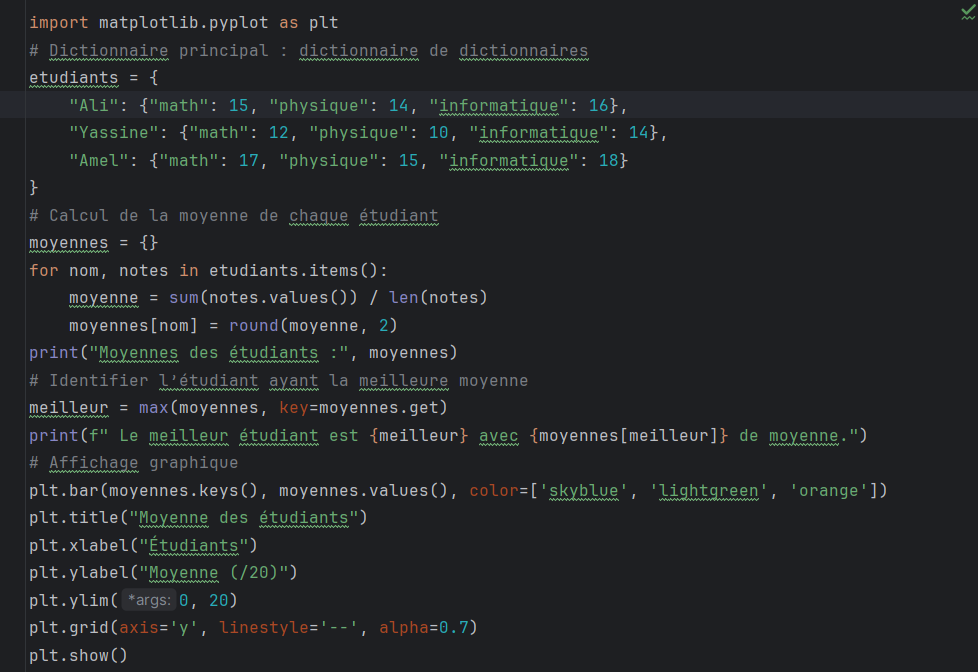 import matplotlib.pyplot as plt
# Dictionnaire principal : dictionnaire de dictionnaires
etudiants = {
    "Ali": {"math": 15, "physique": 14, "informatique": 16},
    "Yassine": {"math": 12, "physique": 10, "informatique": 14},
    "Amel": {"math": 17, "physique": 15, "informatique": 18}
}
# Calcul de la moyenne de chaque étudiant
moyennes = {}
for nom, notes in etudiants.items():
    moyenne = sum(notes.values()) / len(notes)
    moyennes[nom] = round(moyenne, 2)
print("Moyennes des étudiants :", moyennes)
# Identifier l'étudiant ayant la meilleure moyenne
meilleur = max(moyennes, key=moyennes.get)
print(f" Le meilleur étudiant est {meilleur} avec {moyennes[meilleur]} de moyenne.")
# Affichage graphique
plt.bar(moyennes.keys(), moyennes.values(), color=['skyblue', 'lightgreen', 'orange'])
plt.title("Moyenne des étudiants")
plt.xlabel("Étudiants")
plt.ylabel("Moyenne (/20)")
plt.ylim( *args: 0, 20)
plt.grid(axis='y', linestyle='--', alpha=0.7)
plt.show()